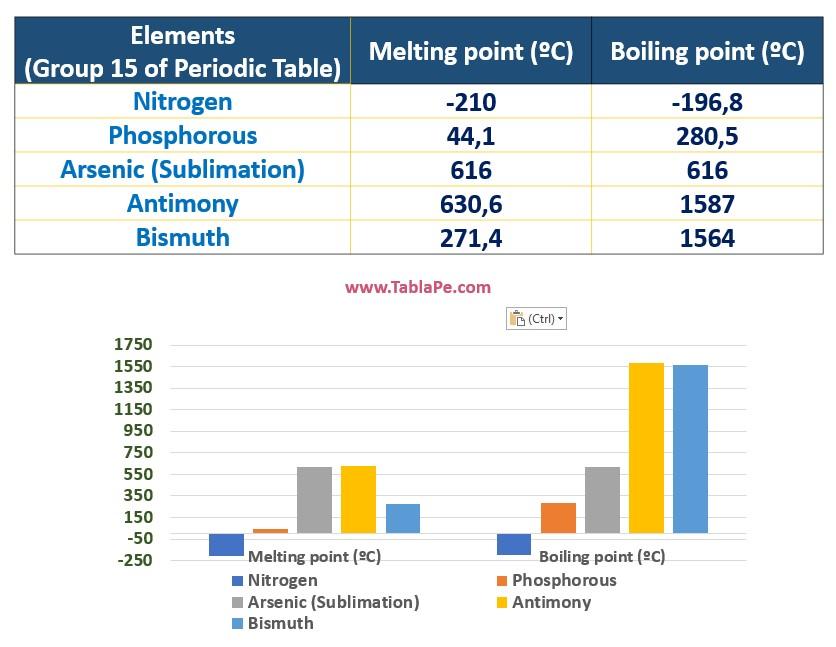 Elements
(Group 15 of Periodic Table) Melting point (ºC) Boiling point (ºC)
Nitrogen -210 -196,8
Phosphorous 44,1 280,5
Arsenic (Sublimation) 616 616
Antimony 630,6 1587
Bismuth 271,4 1564
www.TablaPe.com
(Ctrl)
1750
1550
1350
1150
950
750
550
350
150
-50
-250
Melting point (ºC) Boiling point (ºC)
Nitrogen Phosphorous
Arsenic (Sublimation) Antimony
Bismuth